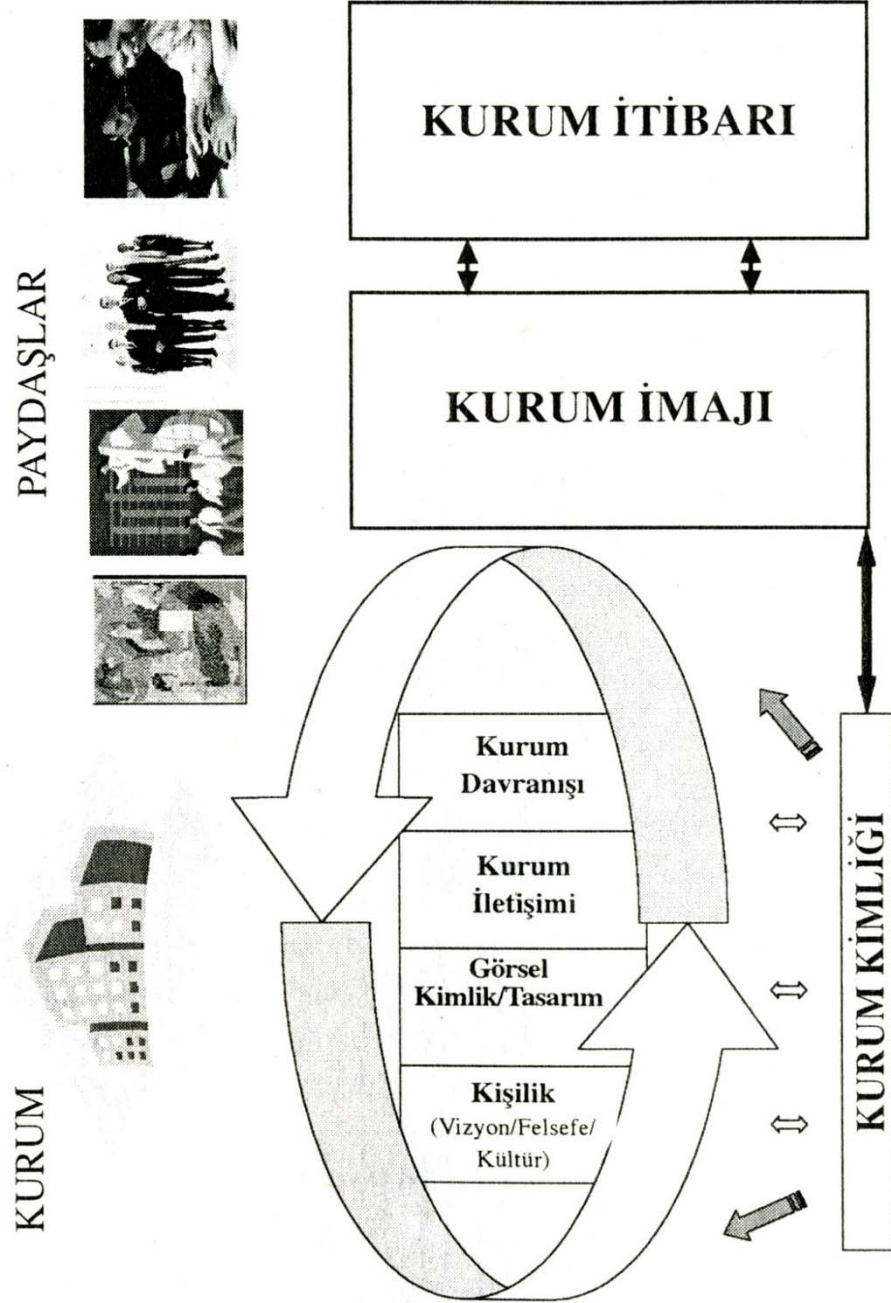 PAYDAŞLAR
KURUM
KURUM İTİBARI
KURUM İMAJI
Kurum
Davranışı
Kurum
İletişimi
Görsel
Kimlik/Tasarım
Kişilik
(Vizyon/Felsefe/
Kültür)
KURUM KİMLİĞİ